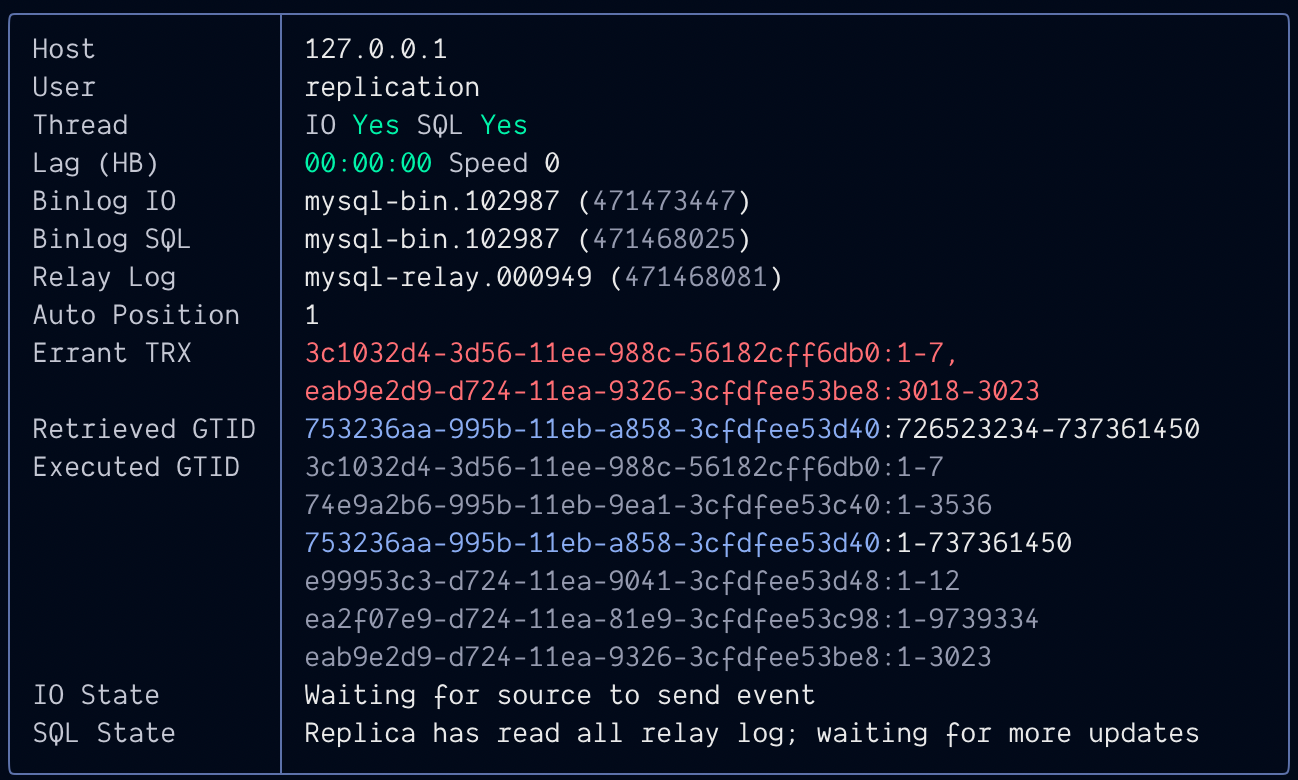 Host 127.0.0.1
User replication
Thread IO Yes SQL Yes
Lag (HB) 00:00:00 Speed 0
Binlog IO mysql-bin.102987 (471473447)
Binlog SQL mysql-bin.102987 (471468025)
Relay Log mysql-relay.000949 (471468081)
Auto Position 1
Errant TRX 3c1032d4-3d56-11ee-988c-56182cff6db0:1-7,
eab9e2d9-d724-11ea-9326-3cfdfee53be8:3018-3023
Retrieved GTID 753236aa-995b-11eb-a858-3cfdfee53d40:726523234-737361450
Executed GTID 3c1032d4-3d56-11ee-988c-56182cff6db0:1-7
74e9a2b6-995b-11eb-9ea1-3cfdfee53c40:1-3536
753236aa-995b-11eb-a858-3cfdfee53d40:1-737361450
e99953c3-d724-11ea-9041-3cfdfee53d48:1-12
ea2f07e9-d724-11ea-81e9-3cfdfee53c98:1-9739334
eab9e2d9-d724-11ea-9326-3cfdfee53be8:1-3023
IO State Waiting for source to send event
SQL State Replica has read all relay log; waiting for more updates